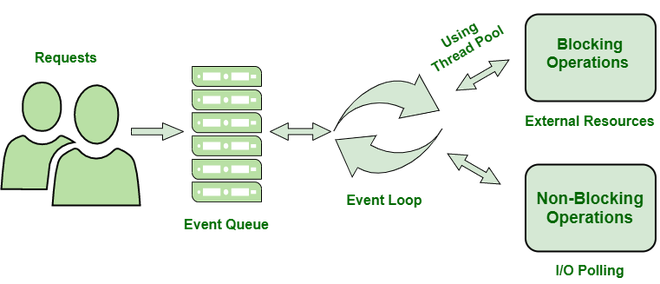 Requests
Event Queue
Event Loop
Using
Thread Pool
Blocking
Operations
External Resources
Non-Blocking
Operations
I/O Polling